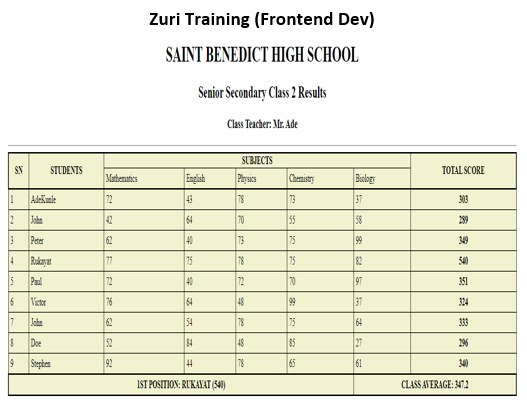 Zuri Training (Frontend Dev)
SAINT BENEDICT HIGH SCHOOL
Senior Secondary Class 2 Results
Class Teacher: Mr. Ade
SN STUDENTS SUBJECTS TOTAL SCORE
Mathematics English Physics Chemistry Biology
1 AdeKunle 72 43 78 73 37 303
2 John 42 64 70 55 58 289
3 Peter 62 40 73 75 99 349
4 Rukayat 77 75 78 75 82 540
5 Paul 72 40 72 70 97 351
6 Victor 76 64 48 99 37 324
7 John 62 54 78 75 64 333
8 Doe 52 84 48 85 27 296
9 Stephen 92 44 78 65 61 340
1ST POSITION: RUKAYAT (540) CLASS AVERAGE: 347.2